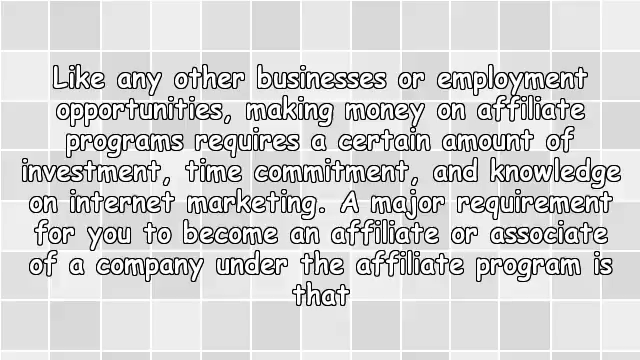 Like any other businesses or employment
opportunities, making money on affiliate
programs requires a certain amount of
investment, time commitment, and knowledge
on internet marketing. A major requirement
for you to become an affiliate or associate
of a company under the affiliate program is
that